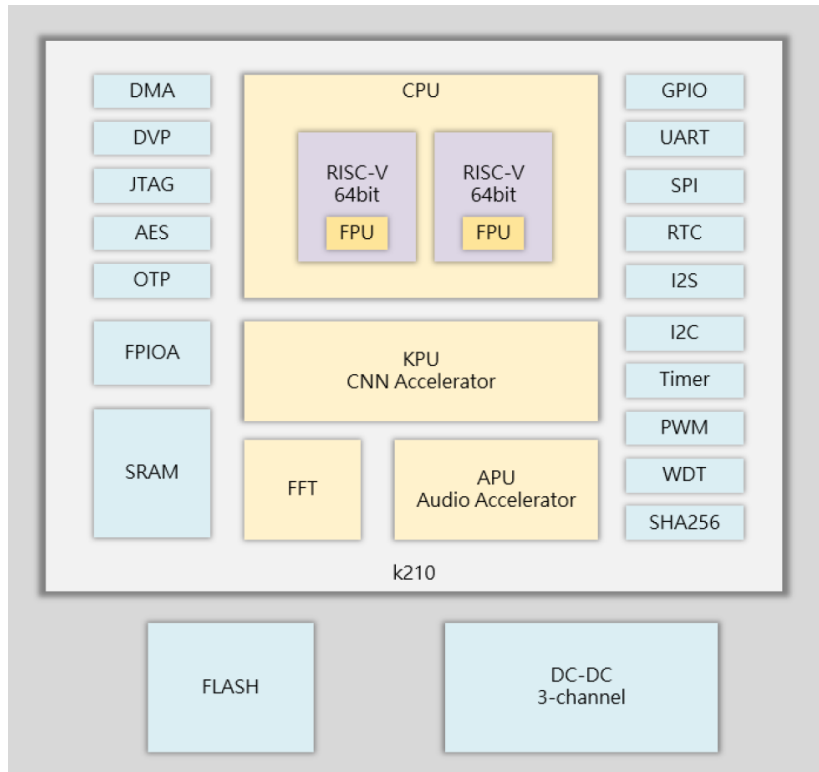 DMA
DVP
JTAG
AES
OTP
FPIOA
SRAM
CPU
RISC-V
64bit
FPU
RISC-V
64bit
FPU
KPU
CNN Accelerator
FFT
APU
Audio Accelerator
GPIO
UART
SPI
RTC
I2S
I2C
Timer
PWM
WDT
SHA256
k210
FLASH
DC-DC
3-channel